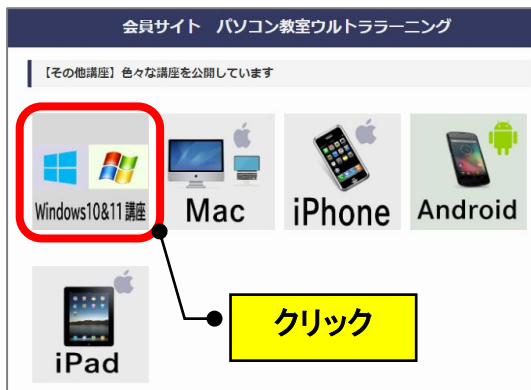 会員サイト パソコン教室ウルトララーニング
【その他講座】色々な講座を公開しています
Windows10&11講座
Mac
iPhone
Android
iPad
クリック